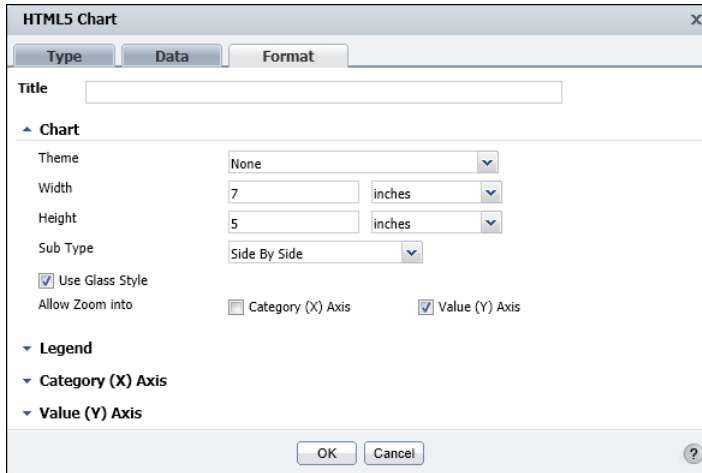 HTML5 Chart x
Type Data Format
Title
Chart
Theme None
Width 7 inches
Height 5 inches
Sub Type Side By Side
Use Glass Style
Allow Zoom into Category (X) Axis Value (Y) Axis
Legend
Category (X) Axis
Value (Y) Axis
OK Cancel ?